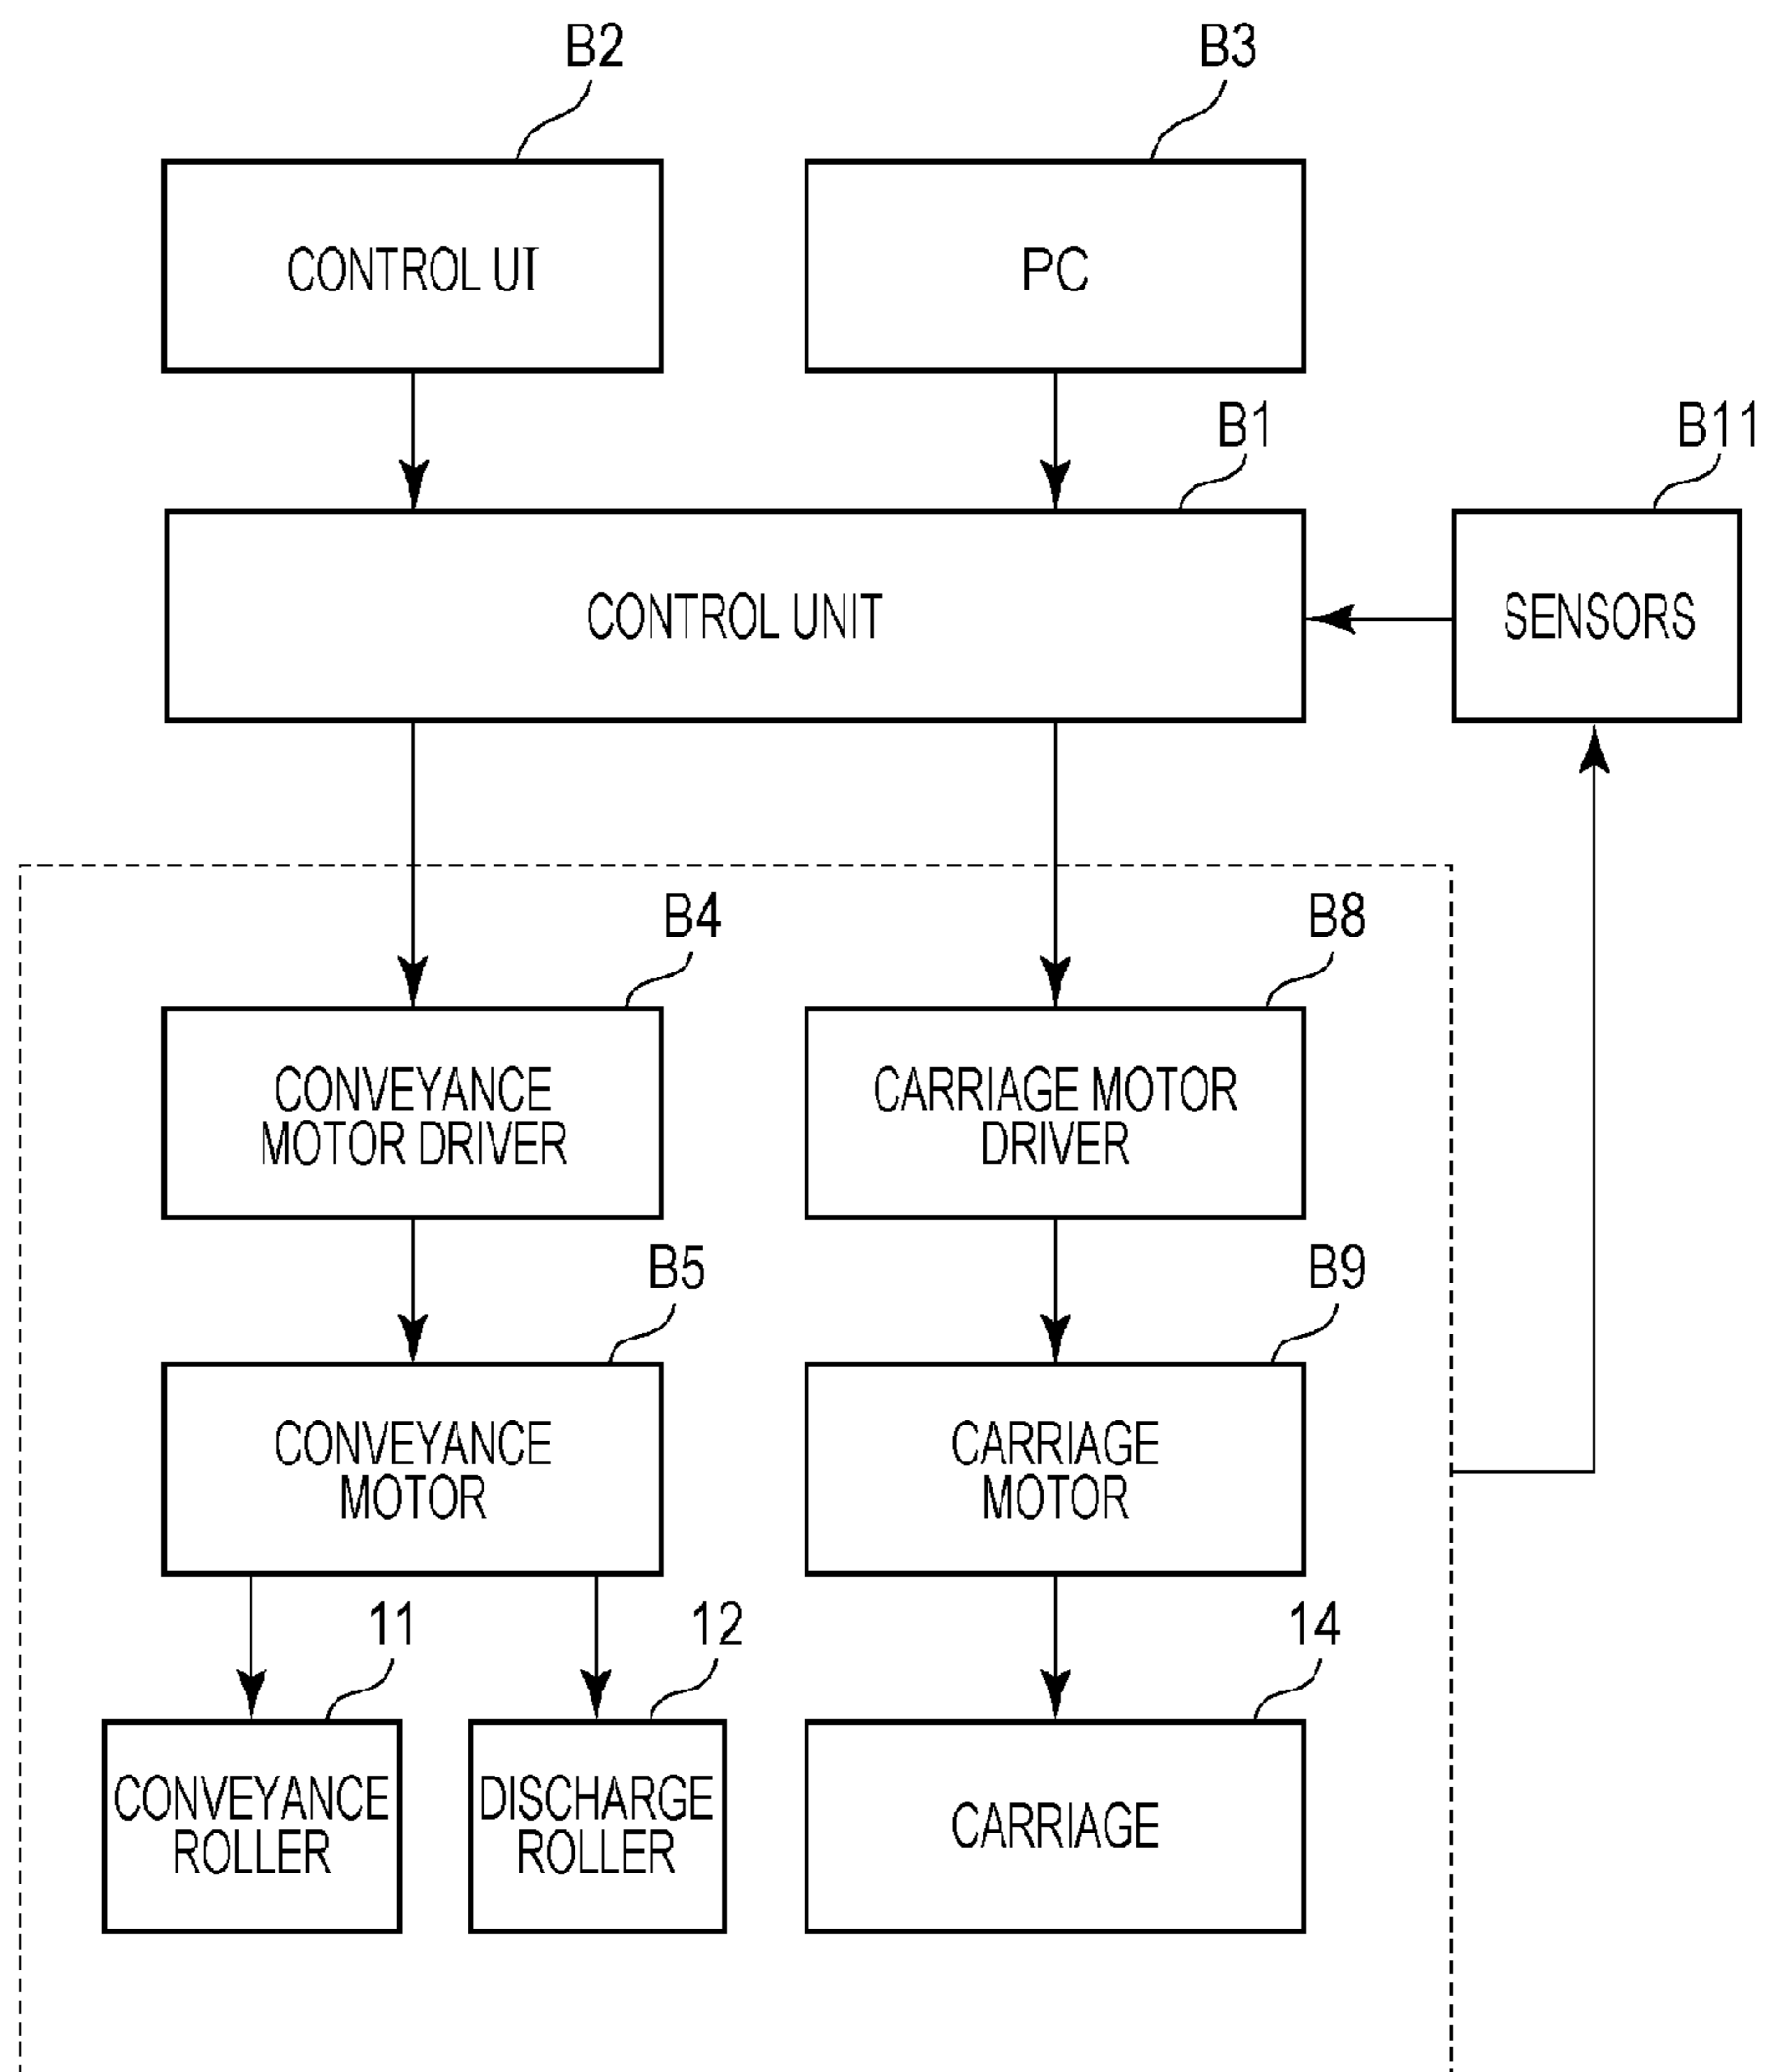 B2
B3
CONTROL UI
PC
B1
B11
CONTROL UNIT
SENSORS
B4
B8
CONVEYANCE
MOTOR DRIVER
CARRIAGE MOTOR
DRIVER
B5
B9
CONVEYANCE
MOTOR
CARRIAGE
MOTOR
11
12
14
CONVEYANCE
ROLLER
DISCHARGE
ROLLER
CARRIAGE